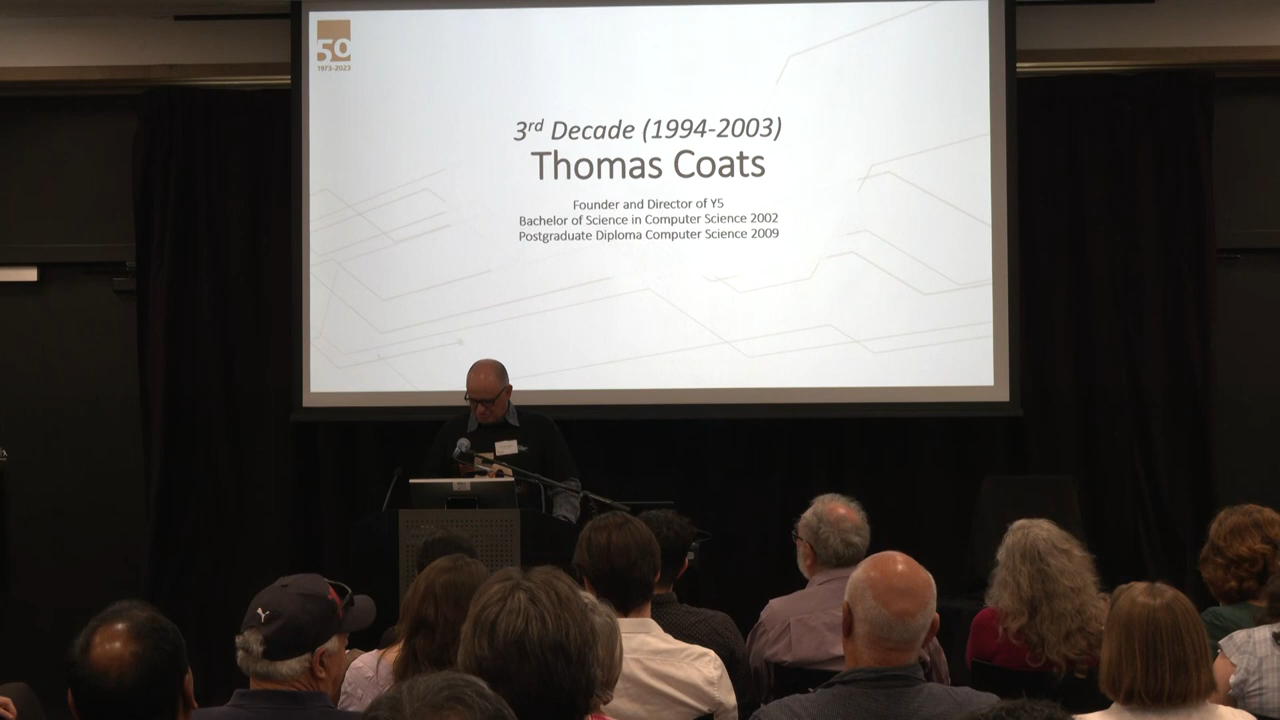 50
1973-2023
3rd Decade (1994-2003)
Thomas Coats
Founder and Director of Y5
Bachelor of Science in Computer Science 2002
Postgraduate Diploma Computer Science 2009